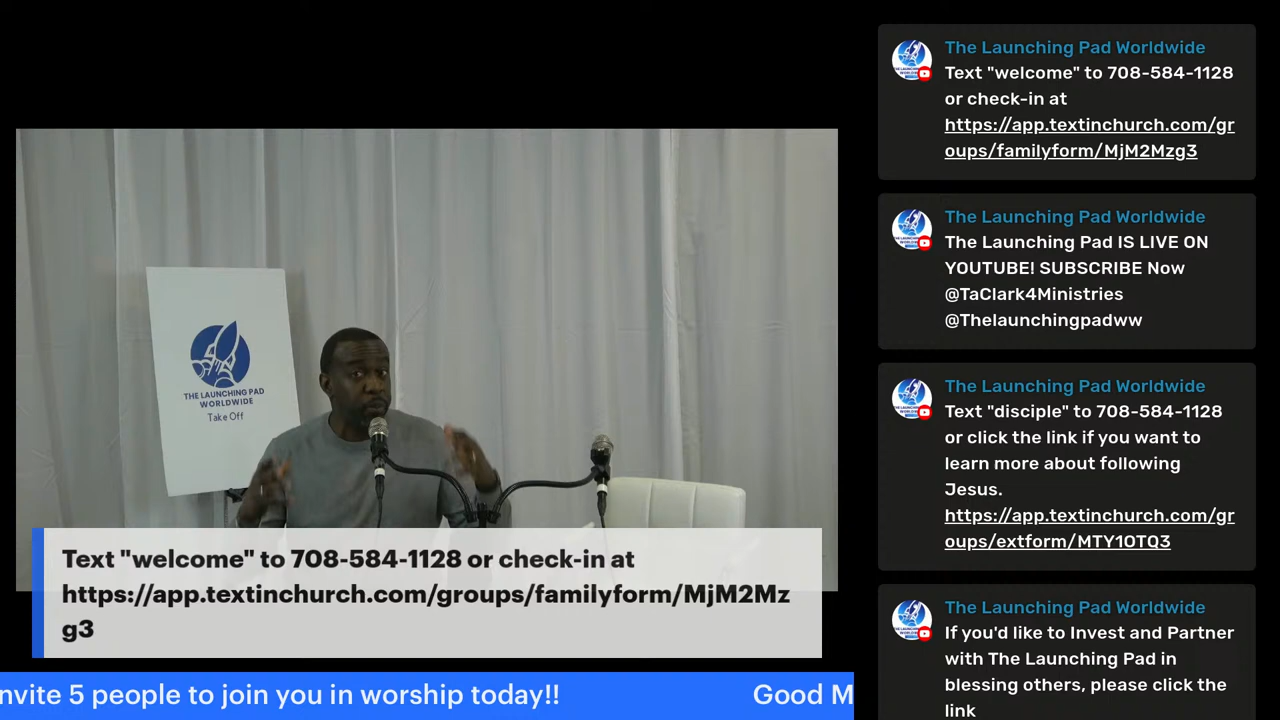 THE LAUNCHING PAD
WORLDWIDE
Take Off
Text "welcome" to 708-584-1128 or check-in at
https://app.textinchurch.com/groups/familyform/MjM2Mz
g3
nvite 5 people to join you in worship today!!
Good M
The Launching Pad Worldwide
Text "welcome" to 708-584-1128
or check-in at
https://app.textinchurch.com/gr
oups/familyform/MjM2Mzg3
The Launching Pad Worldwide
The Launching Pad IS LIVE ON
YOUTUBE! SUBSCRIBE Now
@TaClark4Ministries
@Thelaunchingpadww
The Launching Pad Worldwide
Text "disciple" to 708-584-1128
or click the link if you want to
learn more about following
Jesus.
https://app.textinchurch.com/gr
oups/extform/MTY1OTQ3
The Launching Pad Worldwide
If you'd like to Invest and Partner
with The Launching Pad in
blessing others, please click the
link